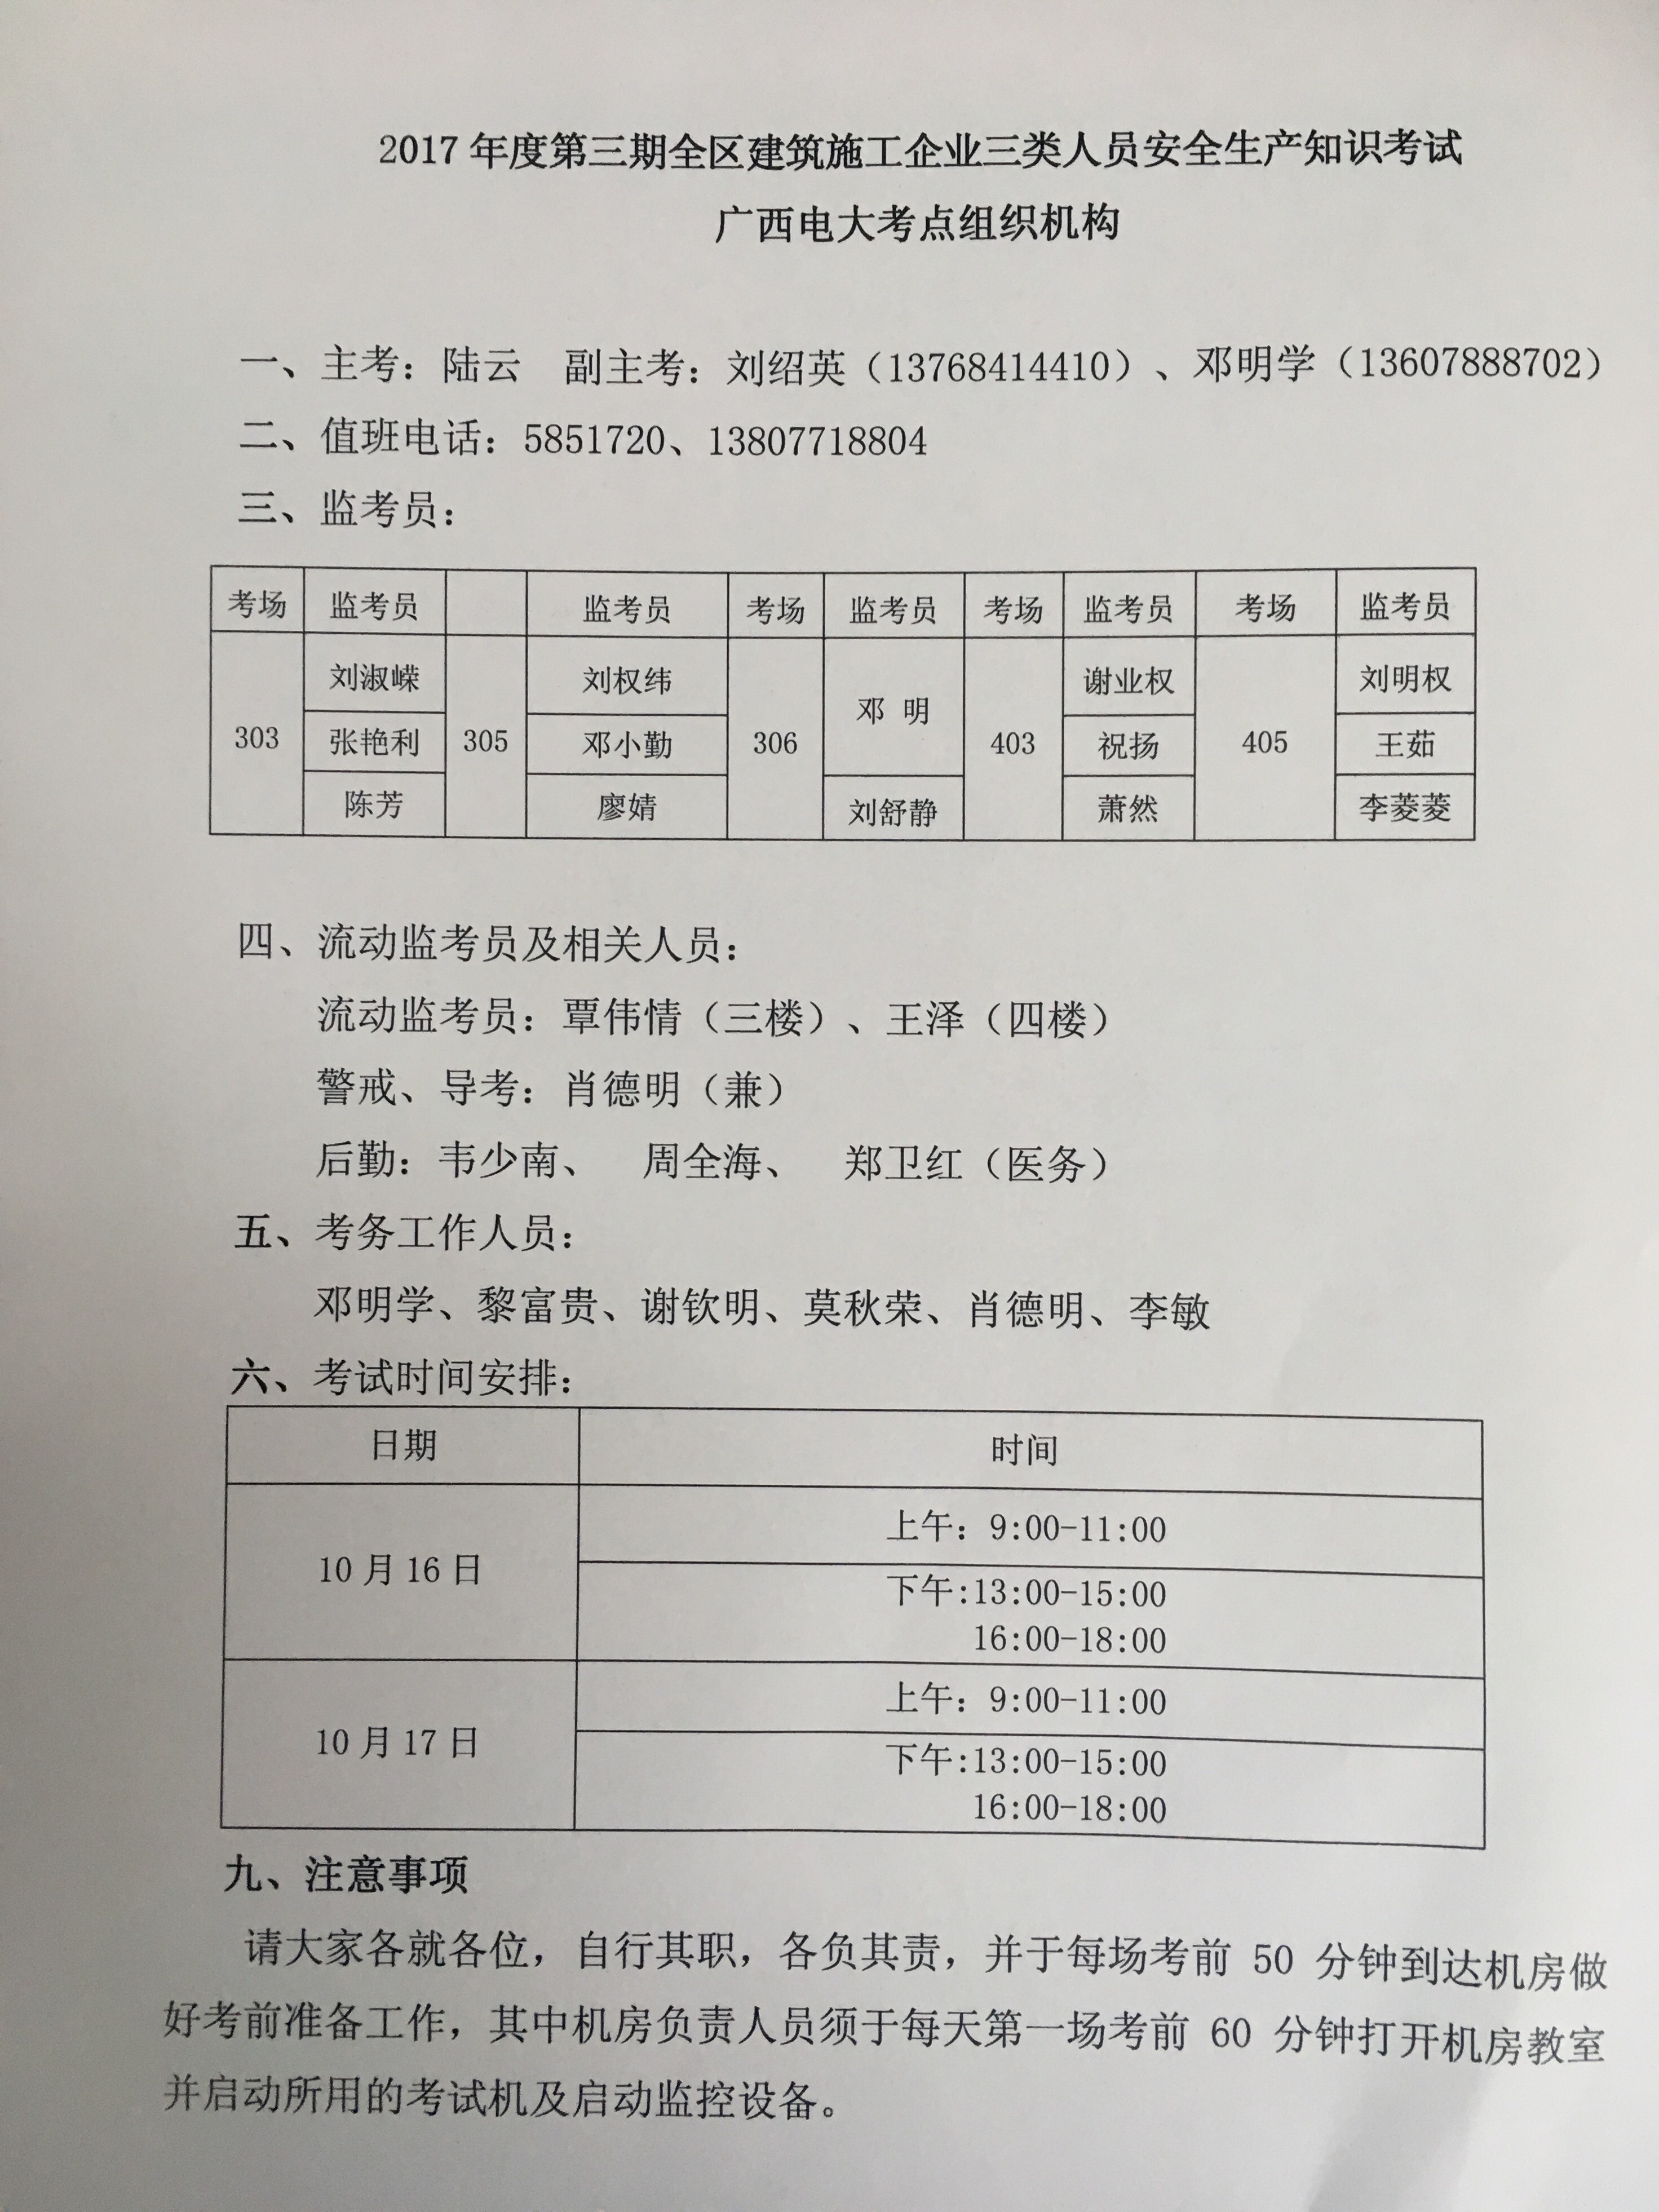 2017 年度第三期全区建筑施工企业三类人员安全生产知识考试
广西电大考点组织机构
一、主考：陆云 副主考：刘绍英（13768414410）、邓明学（13607888702）
二、值班电话：5851720、13807718804
三、监考员：
考场 监考员 监考员 考场 监考员 考场 监考员 考场 监考员
刘淑嵘 刘权纬 邓 明 谢业权 刘明权
303 张艳利 305 邓小勤 306 403 祝扬 405 王茹
陈芳 廖婧 刘舒静 萧然 李菱菱
四、流动监考员及相关人员：
流动监考员：覃伟情（三楼）、王泽（四楼）
警戒、导考：肖德明（兼）
后勤：韦少南、 周全海、 郑卫红（医务）
五、考务工作人员：
邓明学、黎富贵、谢钦明、莫秋荣、肖德明、李敏
六、考试时间安排：
日期 时间
10 月 16 日 上午：9:00-11:00
下午:13:00-15:00
16:00-18:00
10 月 17 日 上午：9:00-11:00
下午:13:00-15:00
16:00-18:00
九、注意事项
请大家各就各位，自行其职，各负其责，并于每场考前 50 分钟到达机房做
好考前准备工作，其中机房负责人员须于每天第一场考前 60 分钟打开机房教室
并启动所用的考试机及启动监控设备。